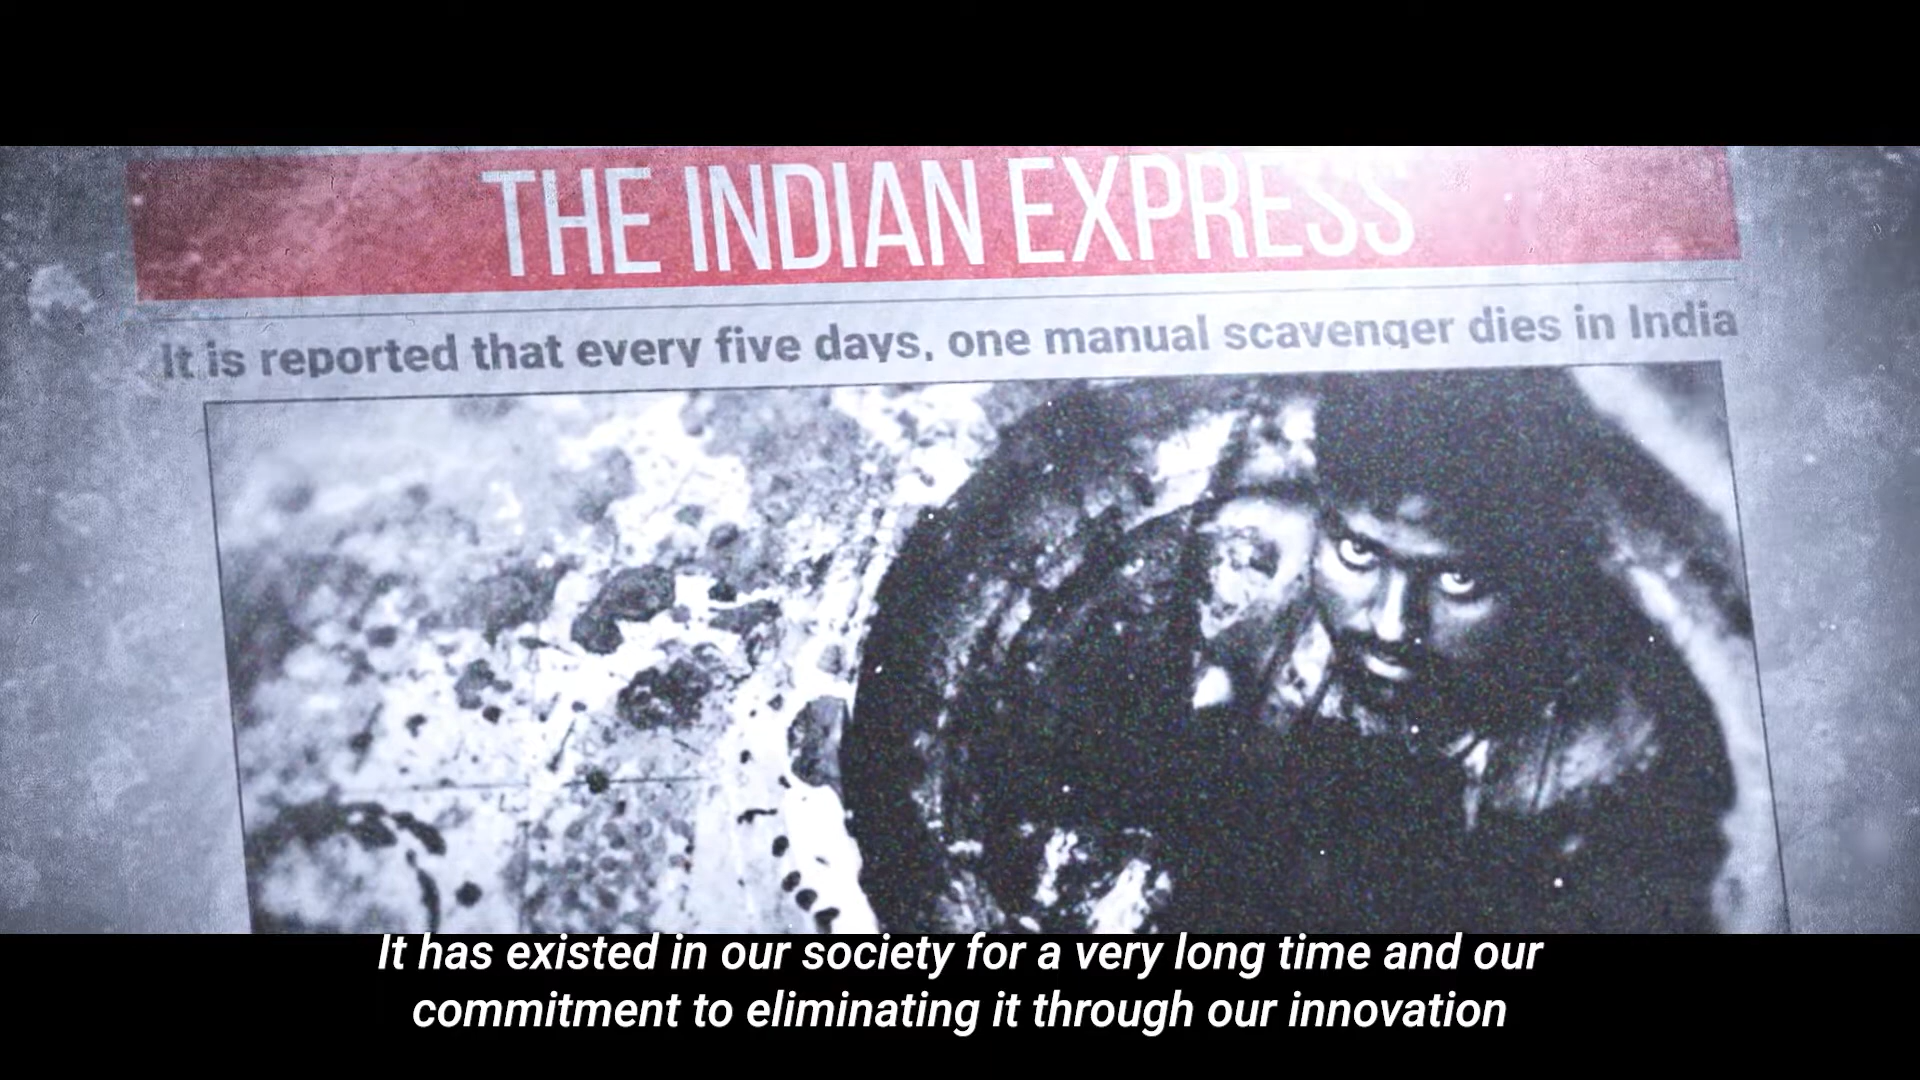 THE INDIAN EXPRESS
It is reported that every five days, one manual scavenger dies in India
It has existed in our society for a very long time and our
commitment to eliminating it through our innovation